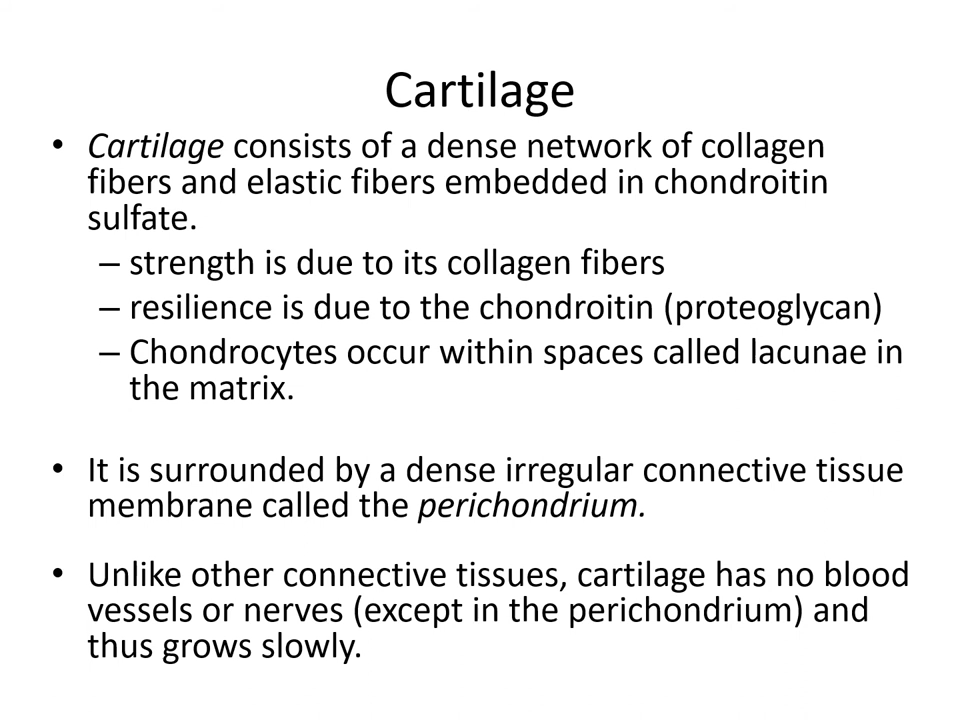 Cartilage
• Cartilage consists of a dense network of collagen
fibers and elastic fibers embedded in chondroitin
sulfate.
– strength is due to its collagen fibers
– resilience is due to the chondroitin (proteoglycan)
– Chondrocytes occur within spaces called lacunae in
the matrix.
• It is surrounded by a dense irregular connective tissue
membrane called the perichondrium.
• Unlike other connective tissues, cartilage has no blood
vessels or nerves (except in the perichondrium) and
thus grows slowly.